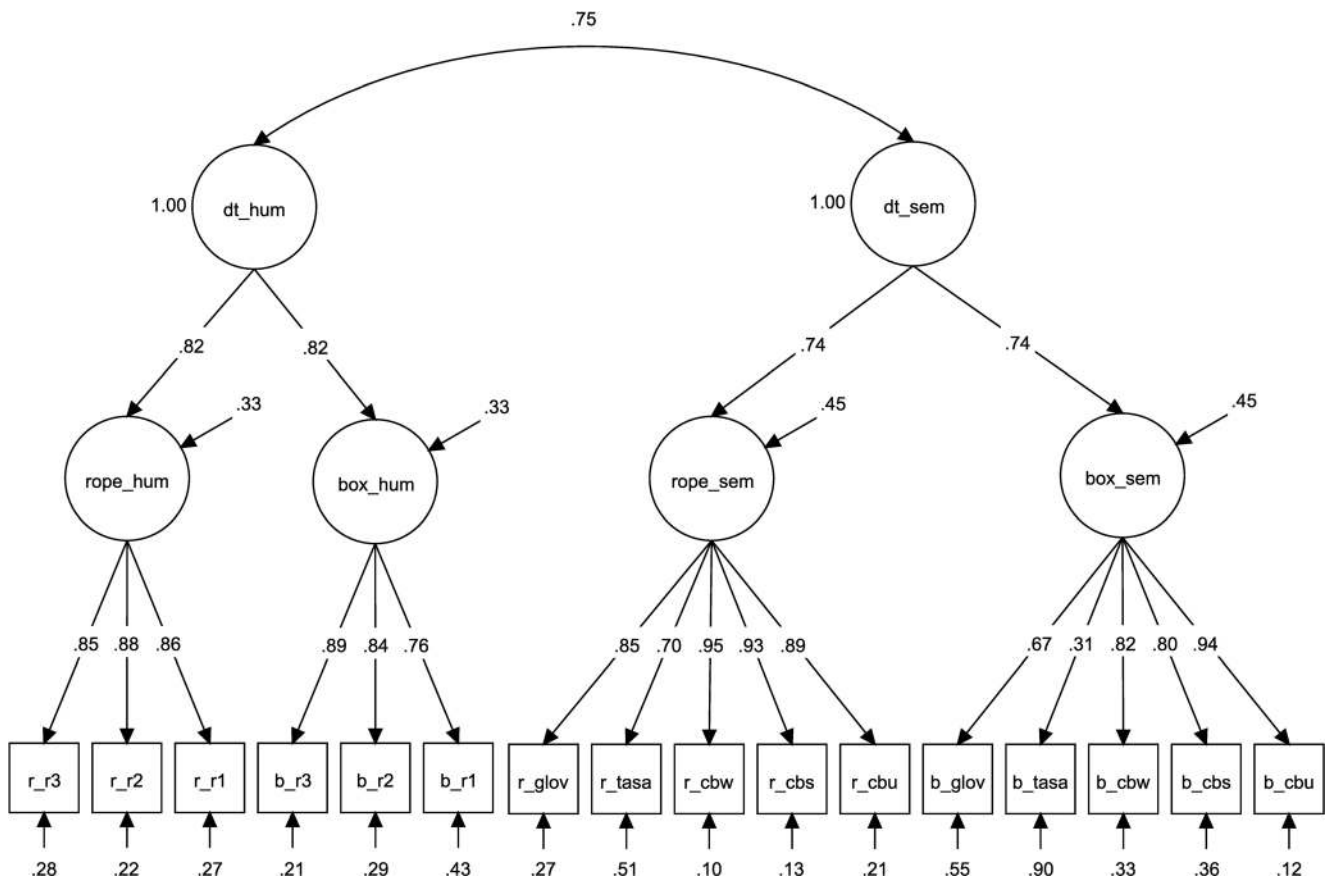 .75
1.00 dt_hum 1.00 dt_sem
.82 .82 .74 .74
.33 .33 .45 .45
rope_hum box_hum rope_sem box_sem
.85 .88 .86 .89 .84 .76 .85 .70 .95 .93 .89 .67 .31 .82 .80 .94
r_r3 r_r2 r_r1 b_r3 b_r2 b_r1 r_glov r_tasa r_cbw r_cbs r_cbu b_glov b_tasa b_cbw b_cbs b_cbu
.28 .22 .27 .21 .29 .43 .27 .51 .10 .13 .21 .55 .90 .33 .36 .12